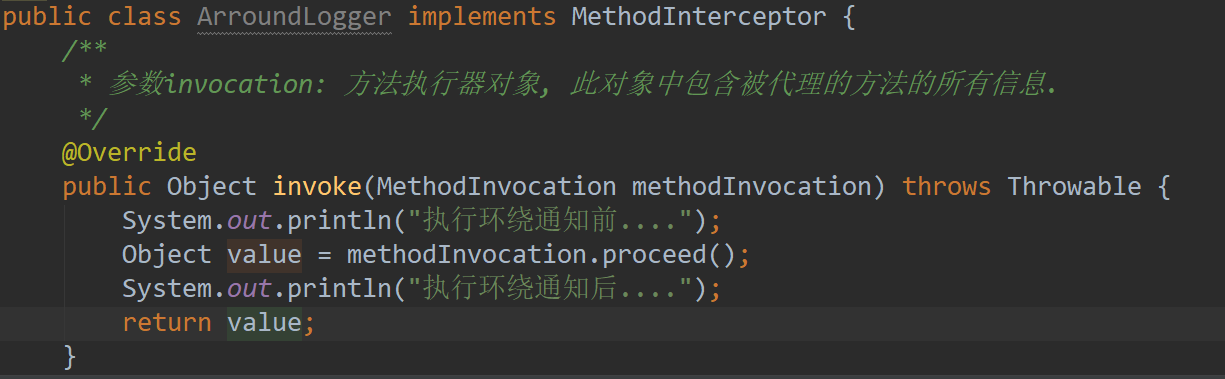 public class ArroundLogger implements MethodInterceptor {
/**
* 参数invocation: 方法执行器对象, 此对象中包含被代理的方法的所有信息.
*/
@Override
public Object invoke(MethodInvocation methodInvocation) throws Throwable {
System.out.println("执行环绕通知前....");
Object value = methodInvocation.proceed();
System.out.println("执行环绕通知后....");
return value;
}